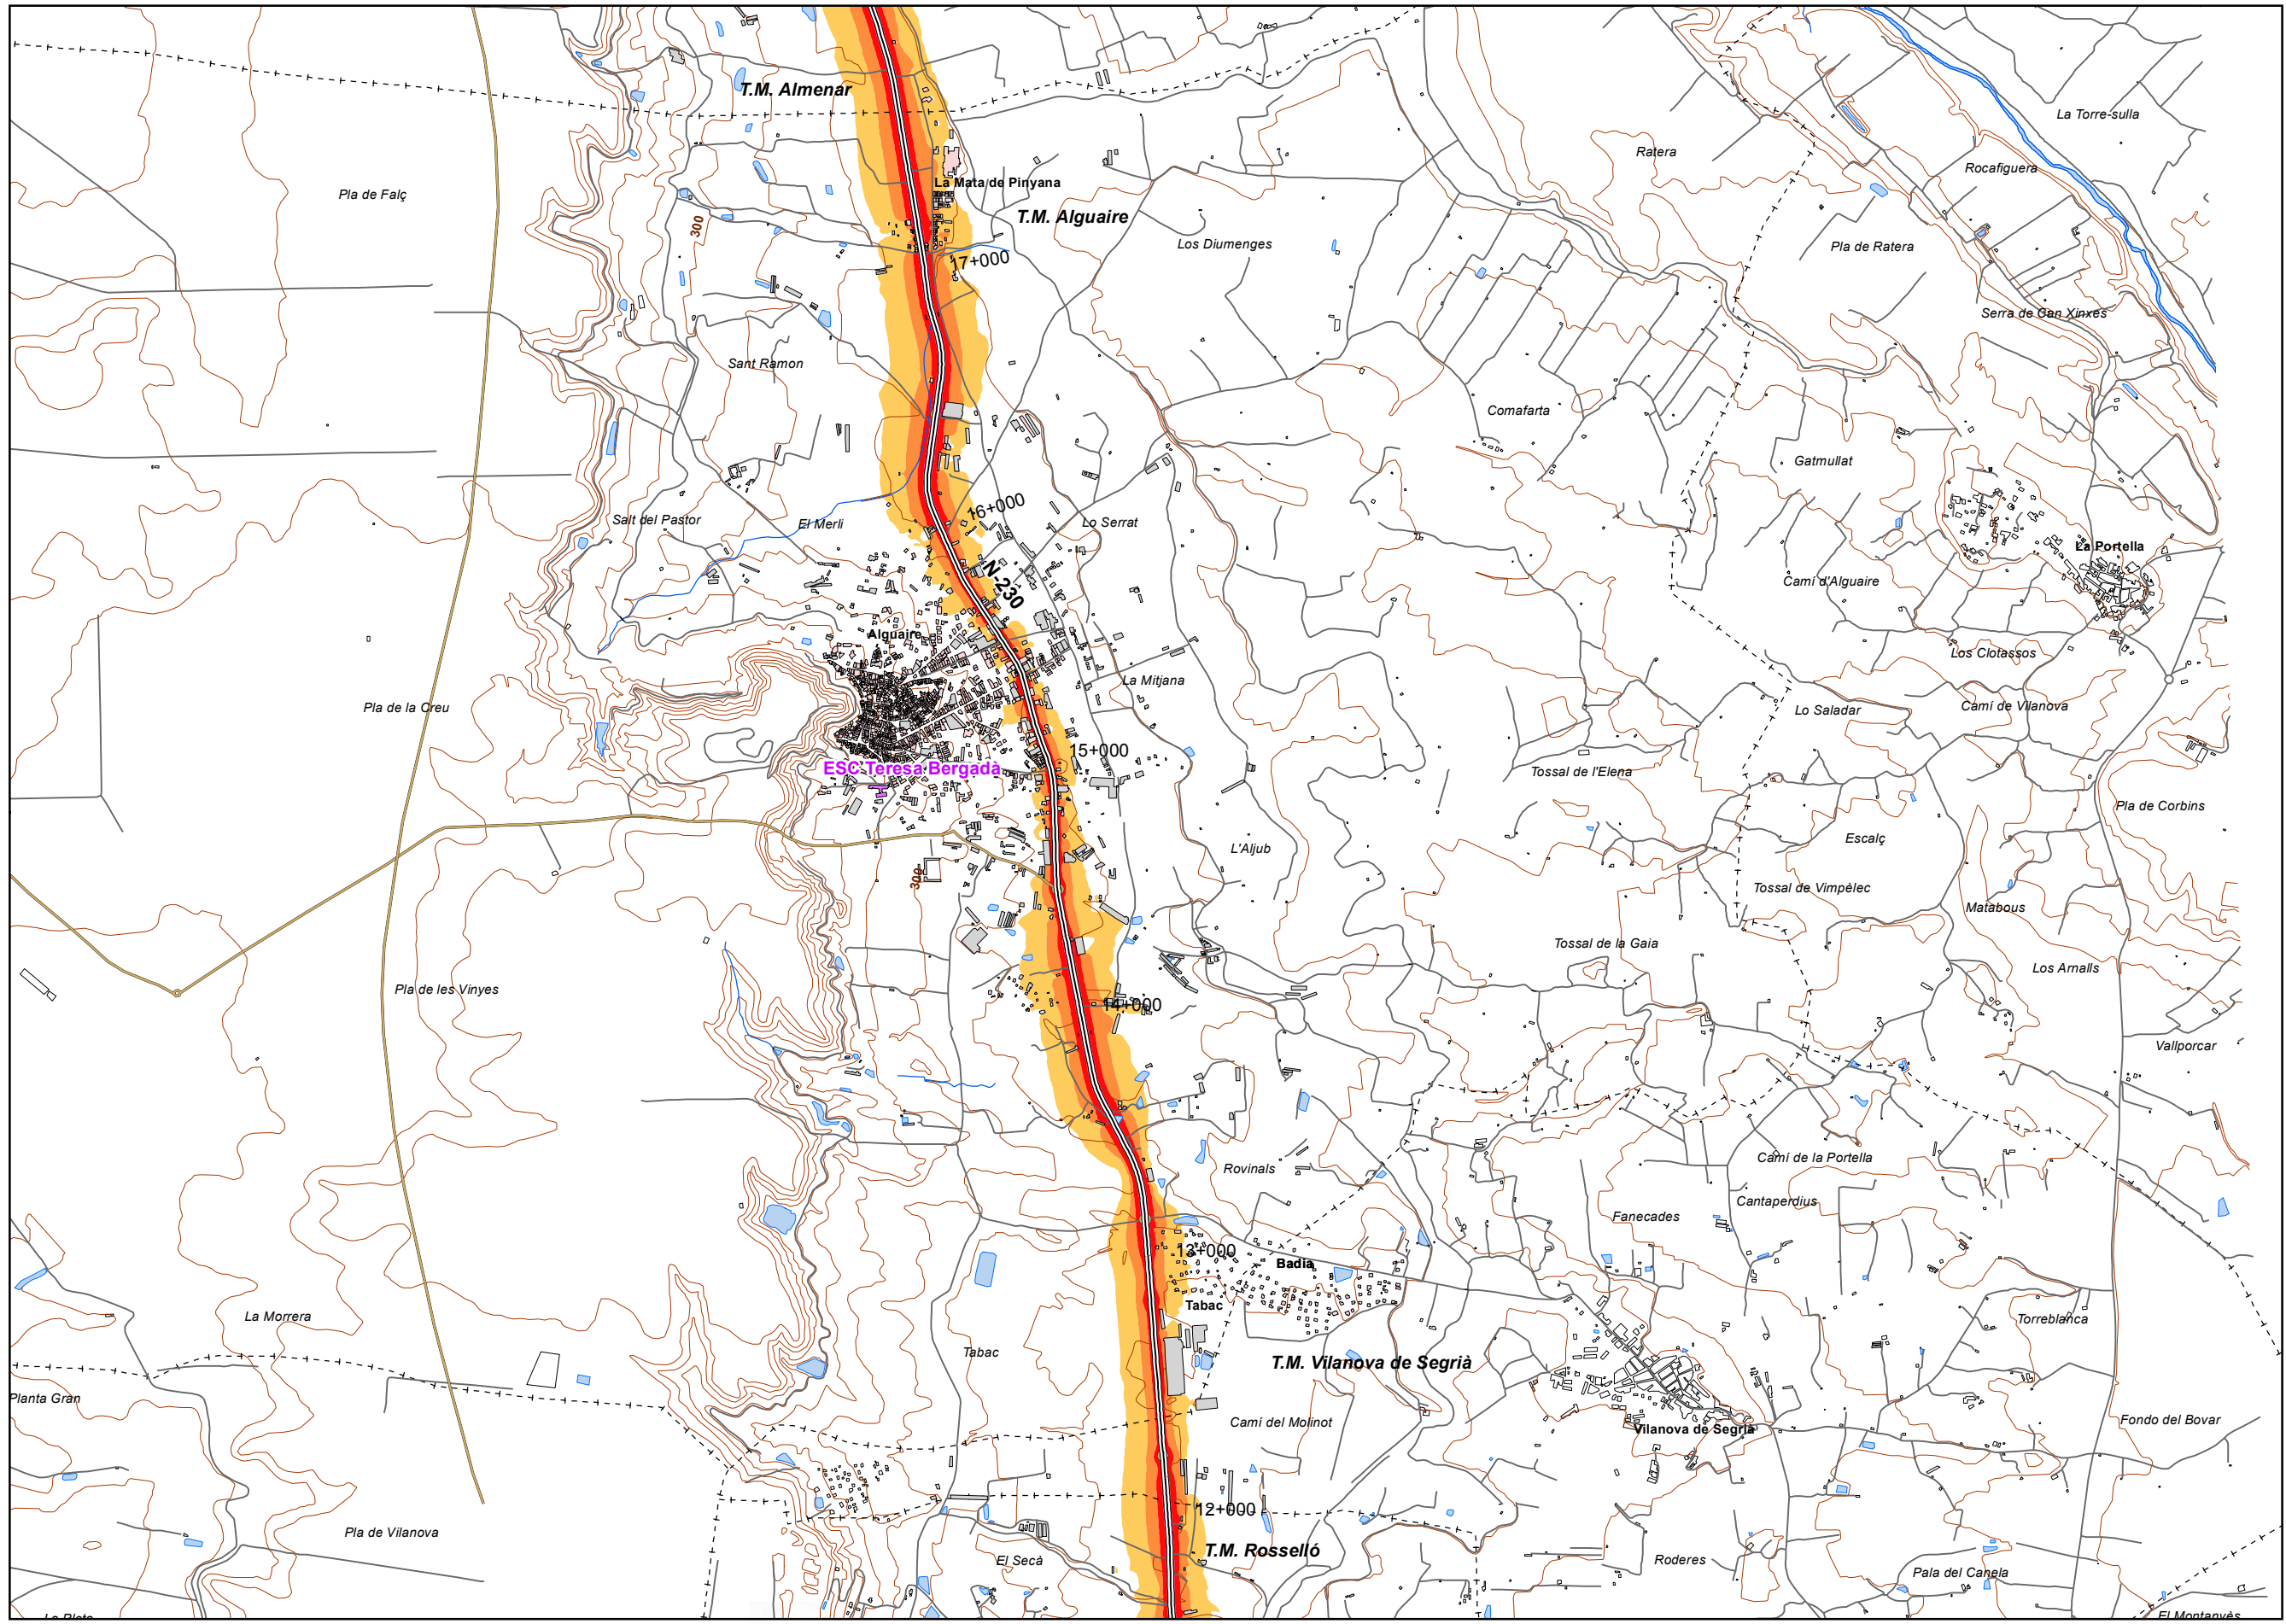 T.M. Almenar
La Torre-sulla
Ratera
Rocafiguera
La Mata de Pinyana
Pla de Falç
T.M. Alguaire
300
Los Diumenges
Pla de Ratera
17+000
Serra de Can Xinxes
Sant Ramon
Comafarta
Gatmullat
16+000
Salt del Pastor
El Merli
Lo Serrat
La Portella
N-230
Camí d'Alguaire
Alguaire
Los Clotassos
La Mitjana
Pla de la Creu
Camí de Vilanova
Lo Saladar
15+000
ESC Teresa Bergadà
Tossal de l'Elena
Pla de Corbins
Escalç
L'Aljub
300
Tossal de Vimpèlec
Matabous
Tossal de la Gaia
Los Arnalls
Pla de les Vinyes
14+000
Vallporcar
Camí de la Portella
Rovinals
Cantaperdius
Fanecades
13+000
Badia
Tabac
La Morrera
Torreblanca
Tabac
T.M. Vilanova de Segrià
Planta Gran
Camí del Molinot
Fondo del Bovar
Vilanova de Segrià
12+000
Pla de Vilanova
T.M. Rosselló
El Secà
Roderes
Pala del Canela
El Montanyès